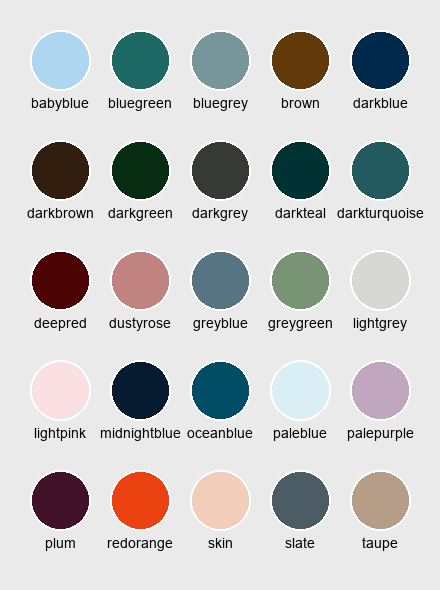 babyblue bluegreen bluegrey brown darkblue
darkbrown darkgreen darkgrey darkteal darkturquoise
deepred dustyrose greyblue greygreen lightgrey
lightpink midnightblue oceanblue paleblue palepurple
plum redorange skin slate taupe